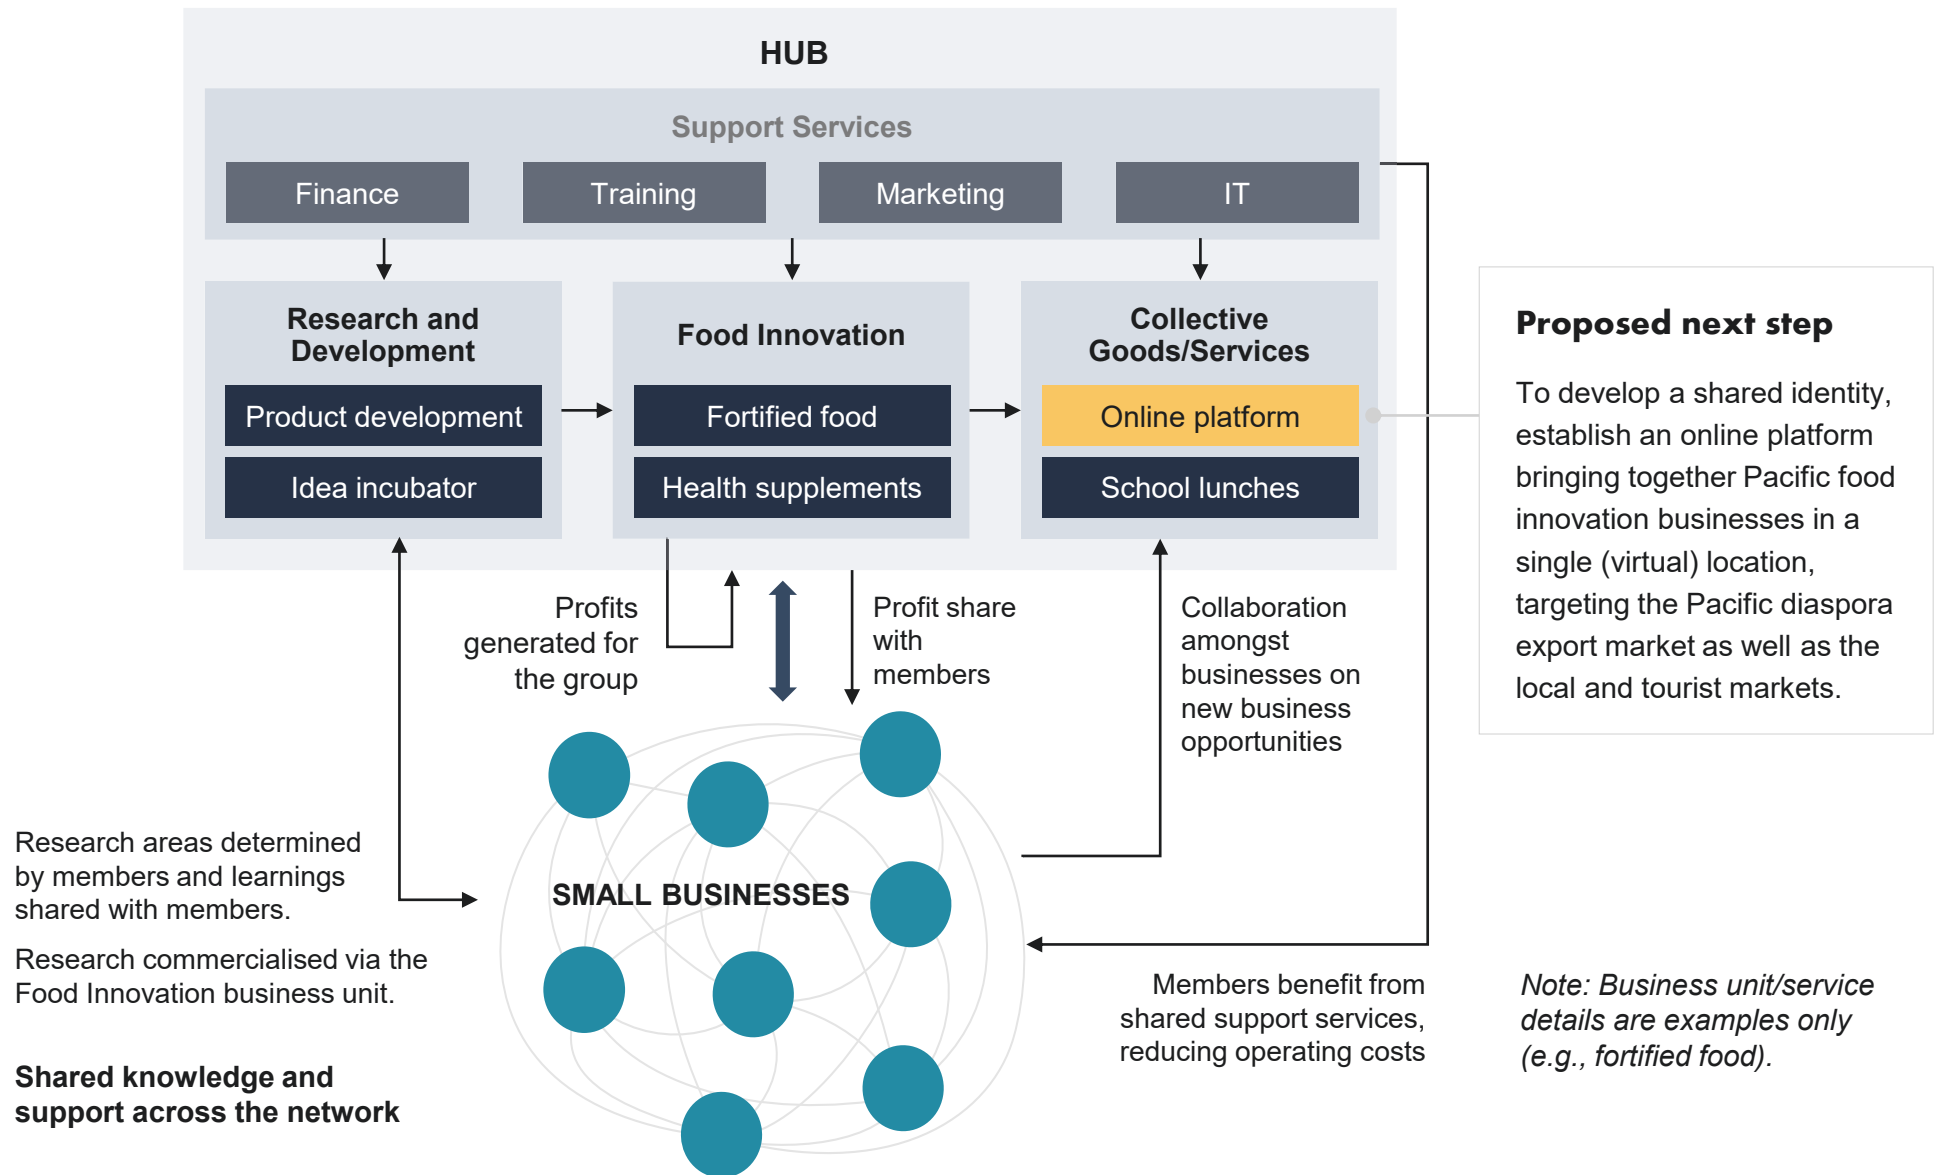 HUB
Support Services
Finance
Training
Marketing
IT
Research and
Development
Product development
Idea incubator
Food Innovation
Fortified food
Health supplements
Collective
Goods/Services
Online platform
School lunches
Proposed next step
To develop a shared identity,
establish an online platform
bringing together Pacific food
innovation businesses in a
single (virtual) location,
targeting the Pacific diaspora
export market as well as the
local and tourist markets.
Profits
generated for
the group
Profit share
with
members
Collaboration
amongst
businesses on
new business
opportunities
SMALL BUSINESSES
Research areas determined
by members and learnings
shared with members.
Research commercialised via the
Food Innovation business unit.
Shared knowledge and
support across the network
Members benefit from
shared support services,
reducing operating costs
Note: Business unit/service
details are examples only
(e.g., fortified food).